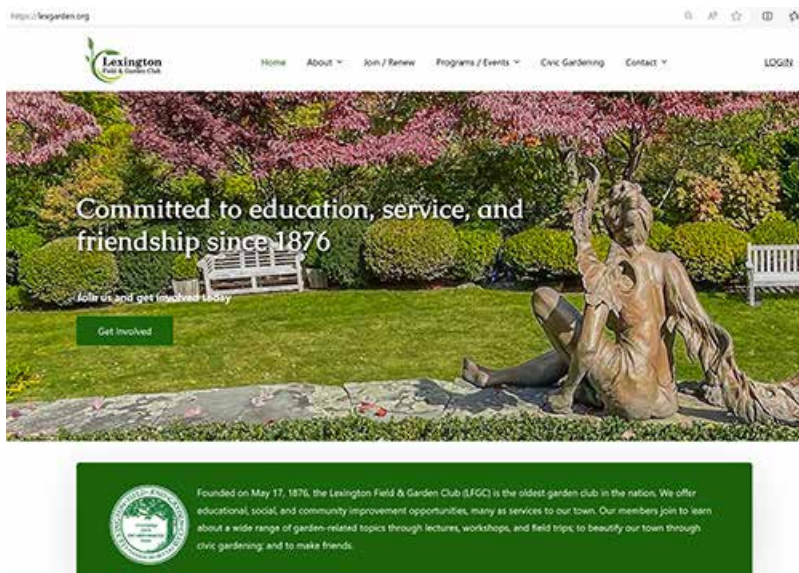 https://lexgarden.org
Lexington
Field & Garden Club
Home About Join / Renew Programs / Events Civic Gardening Contact LOGIN
Committed to education, service, and
friendship since 1876
Join us and get involved today
Get Involved
Founded on May 17, 1876, the Lexington Field & Garden Club (LFGC) is the oldest garden club in the nation. We offer
educational, social, and community improvement opportunities, many as services to our town. Our members join to learn
about a wide range of garden-related topics through lectures, workshops, and field trips; to beautify our town through
civic gardening; and to make friends.